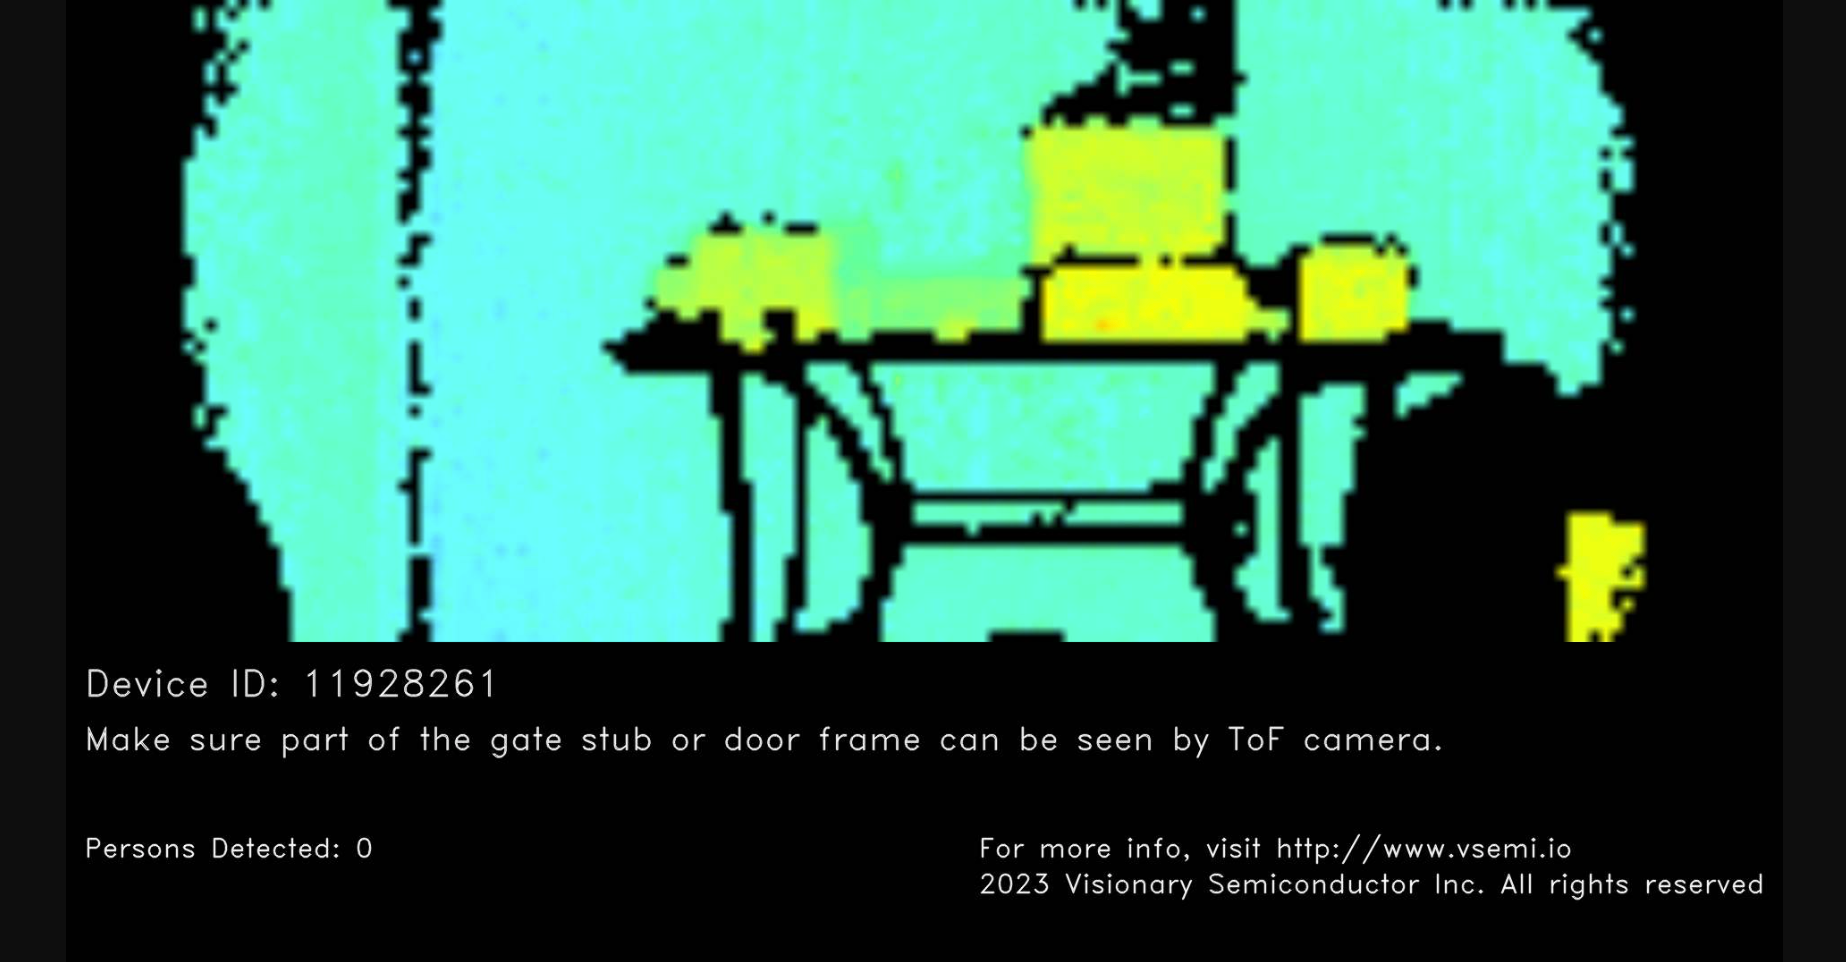 Device ID: 11928261
Make sure part of the gate stub or door frame can be seen by ToF camera.
Persons Detected: 0
For more info, visit http://www.vsemi.io
2023 Visionary Semiconductor Inc. All rights reserved